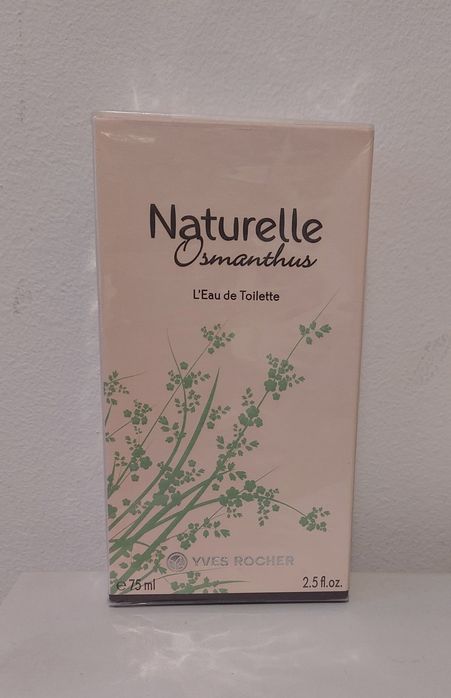 Naturelle
Osmanthus
L'Eau de Toilette
YVES ROCHER
e 75 ml 2.5 fl.oz.